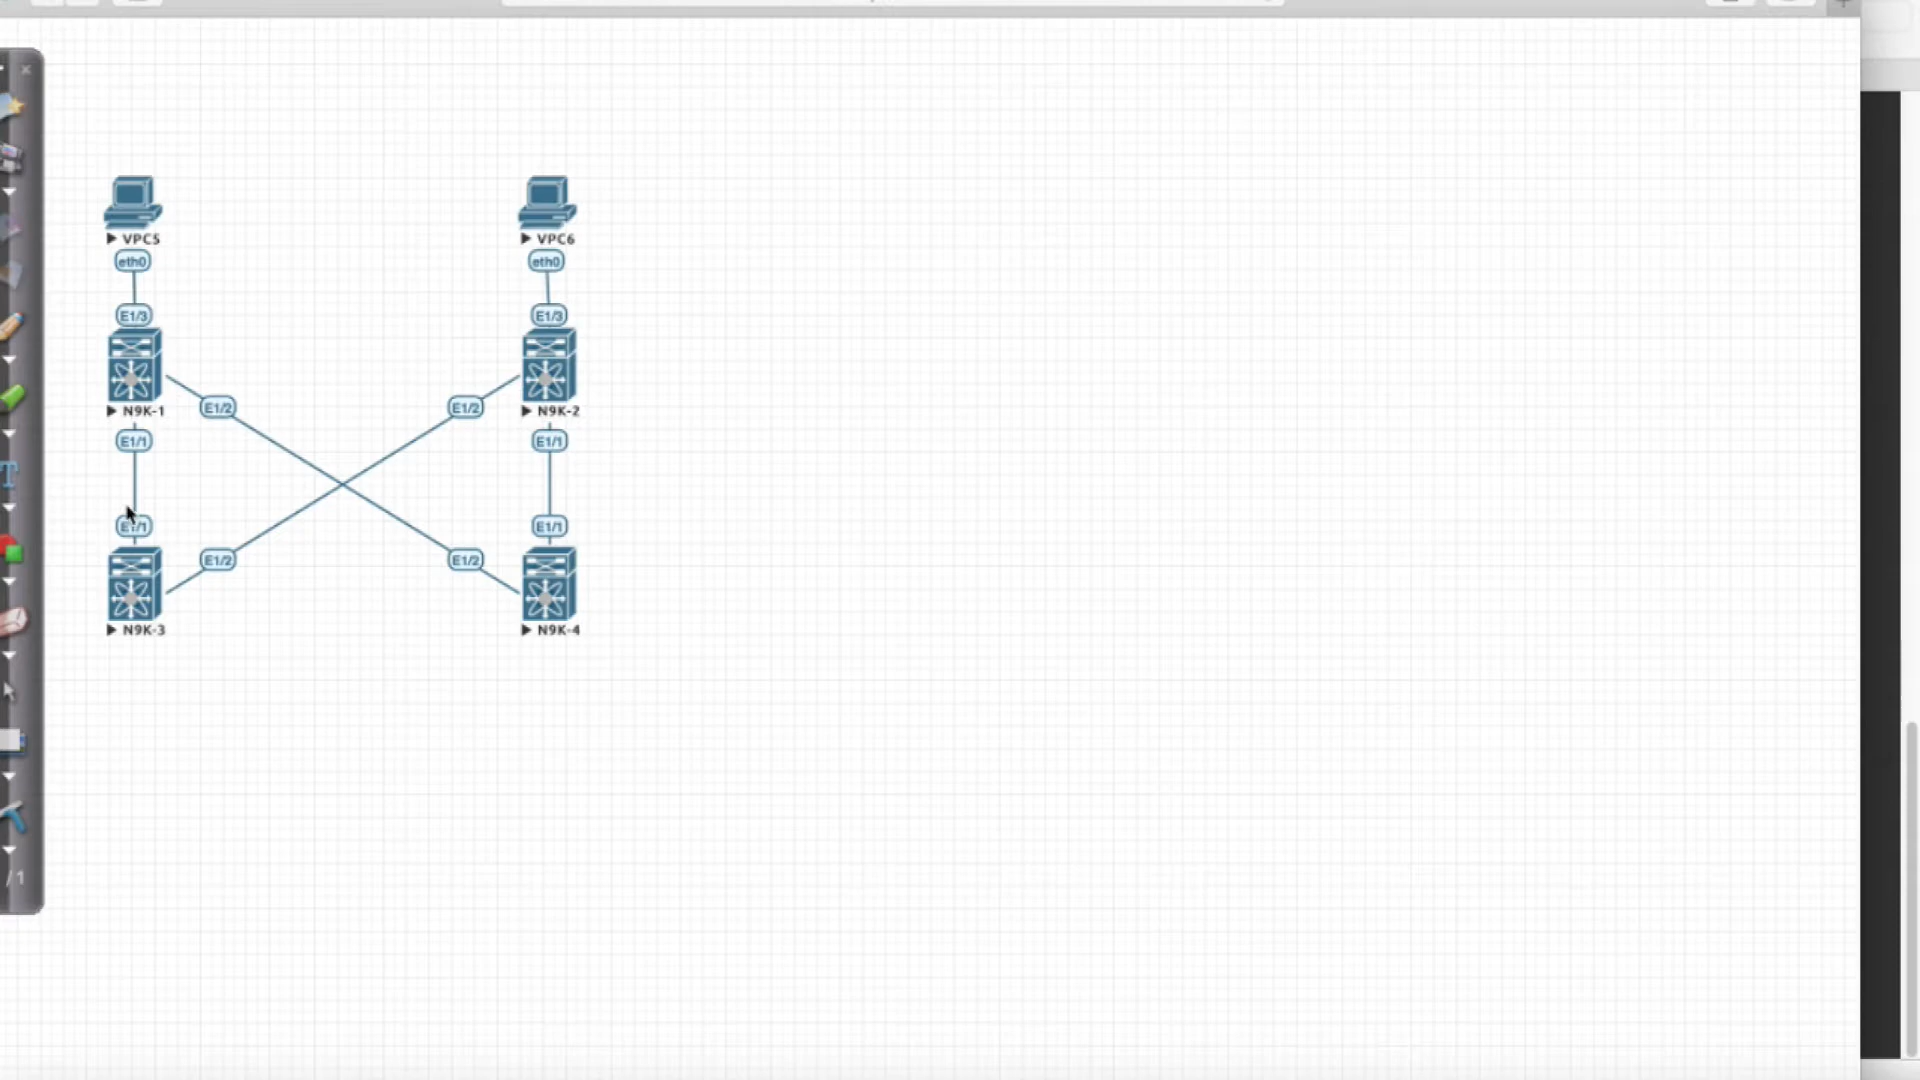 VPC5 VPC6
eth0 eth0
E1/3 E1/3
E1/2 E1/2
N9K-1 N9K-2
E1/1 E1/1
E1/1 E1/1
E1/2 E1/2
N9K-3 N9K-4
T
/ 1